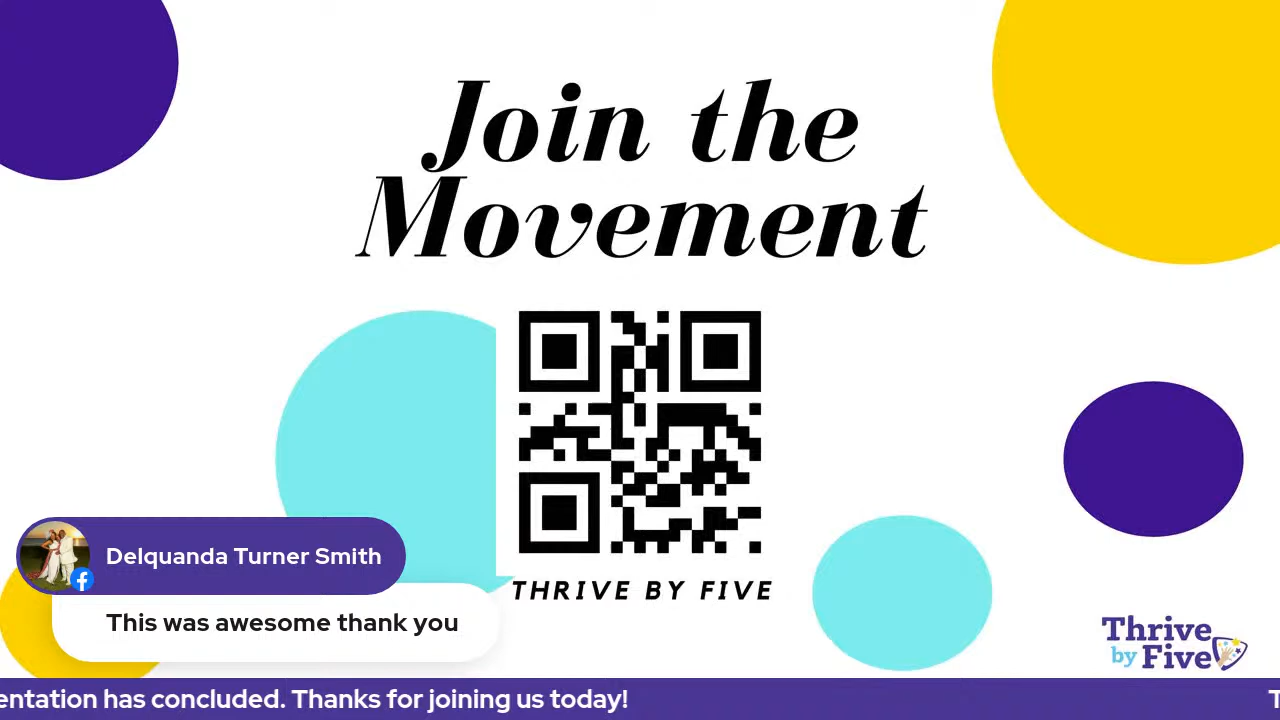 Join the
Movement
THRIVE BY FIVE
Delquanda Turner Smith
This was awesome thank you
Thrive
by Five
entation has concluded. Thanks for joining us today!
T